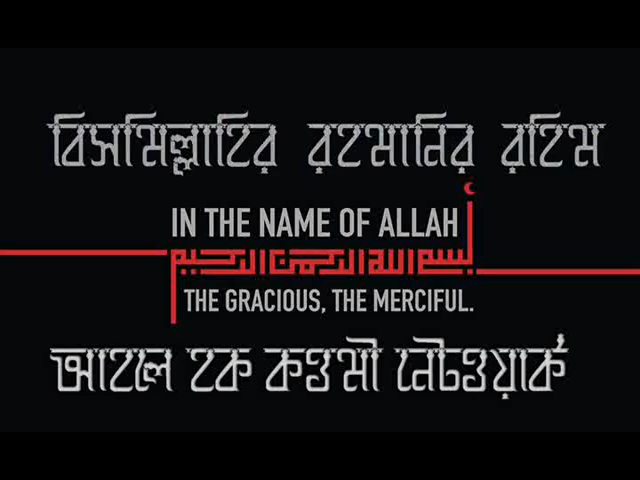 বিসমিল্লাহির রহমানির রহিম
IN THE NAME OF ALLAH
بسم الله الرحمن الرحيم
THE GRACIOUS, THE MERCIFUL.
আহলে হক কওমী নেটওয়ার্ক